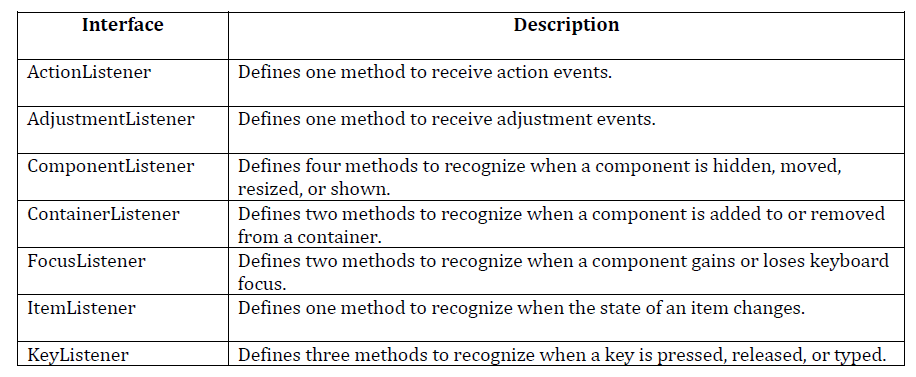 Interface Description
ActionListener Defines one method to receive action events.
AdjustmentListener Defines one method to receive adjustment events.
ComponentListener Defines four methods to recognize when a component is hidden, moved,
resized, or shown.
ContainerListener Defines two methods to recognize when a component is added to or removed
from a container.
FocusListener Defines two methods to recognize when a component gains or loses keyboard
focus.
ItemListener Defines one method to recognize when the state of an item changes.
KeyListener Defines three methods to recognize when a key is pressed, released, or typed.